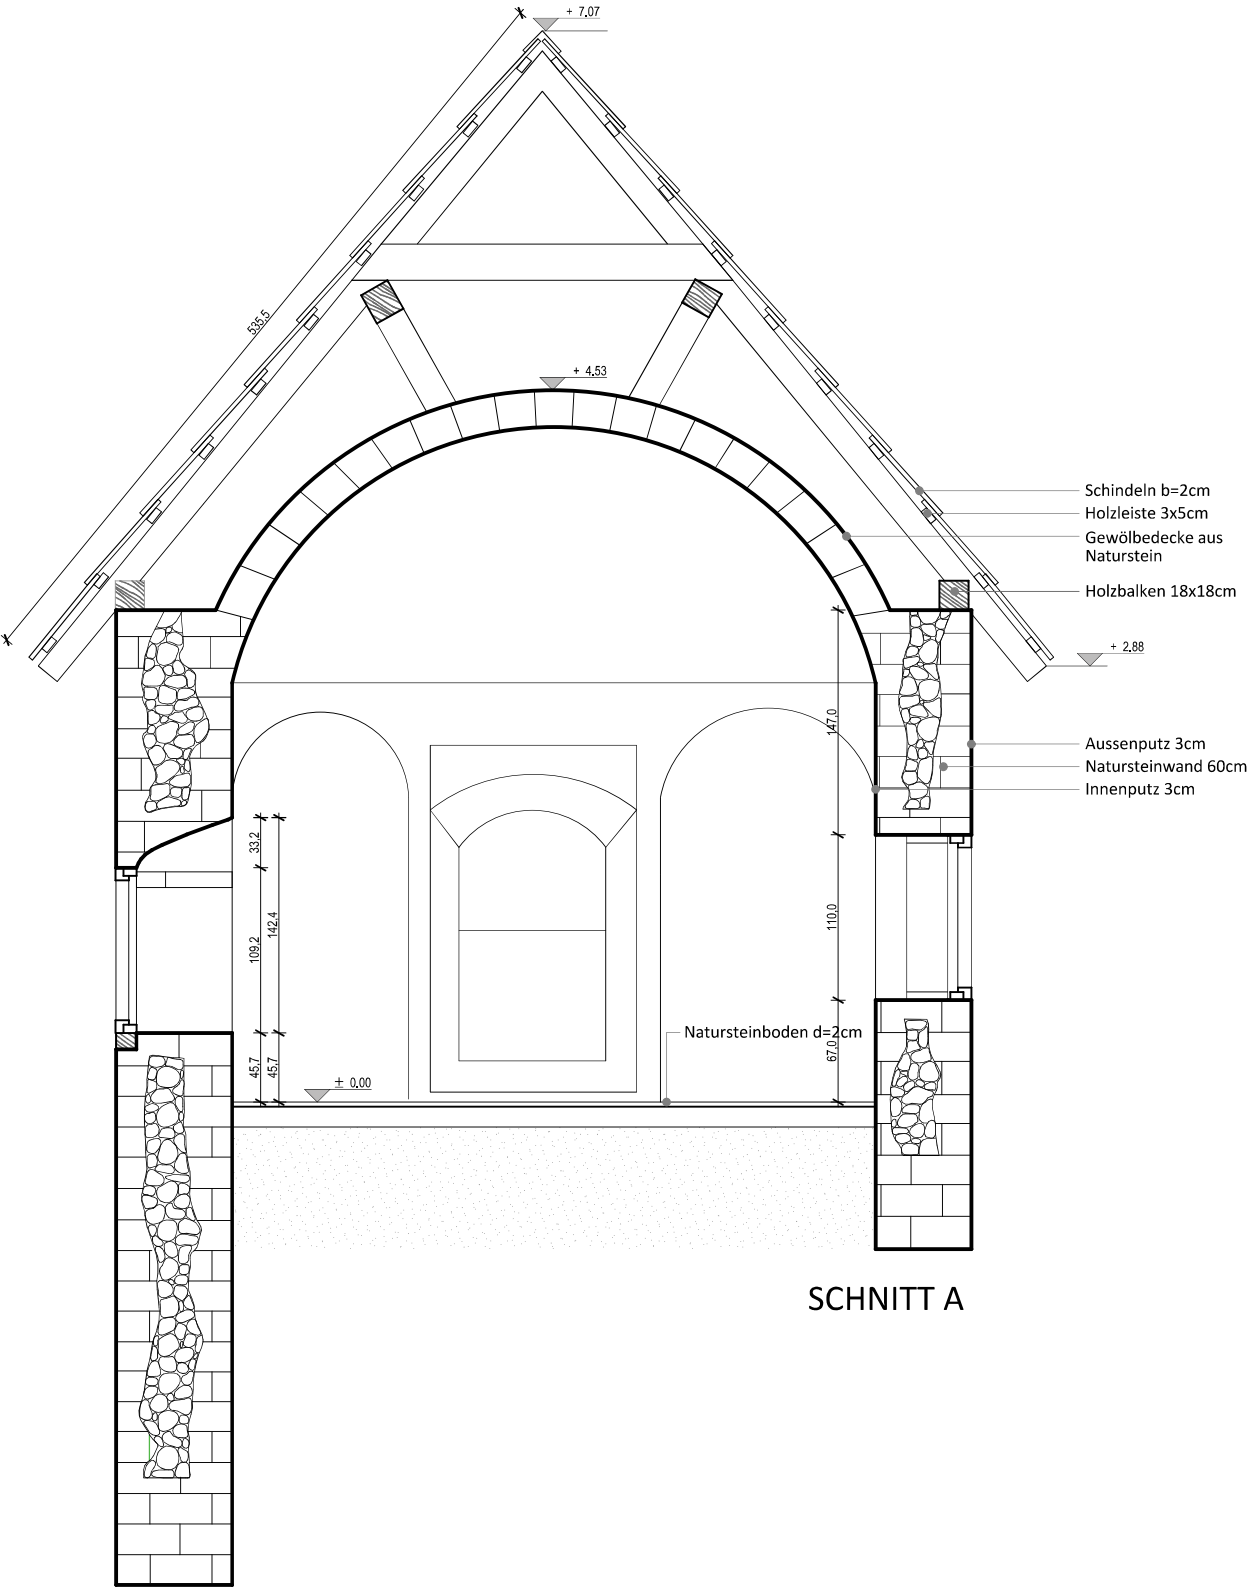 + 7.07
535,5
+ 4.53
Schindeln b=2cm
Holzleiste 3x5cm
Gewölbedecke aus
Naturstein
Holzbalken 18x18cm
+ 2.88
147,0
Aussenputz 3cm
Natursteinwand 60cm
Innenputz 3cm
33,2
142,4
109,2
110,0
Natursteinboden d=2cm
67,0
45,7
45,7
± 0.00
SCHNITT A